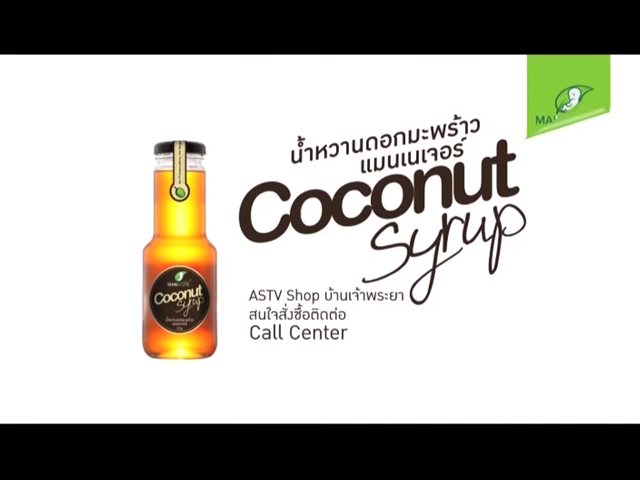 น้ำหวานดอกมะพร้าว
แมนเนเจอร์
Coconut
Syrup
ASTV Shop บ้านเจ้าพระยา
สนใจสั่งซื้อติดต่อ
Call Center
Coconut
Syrup